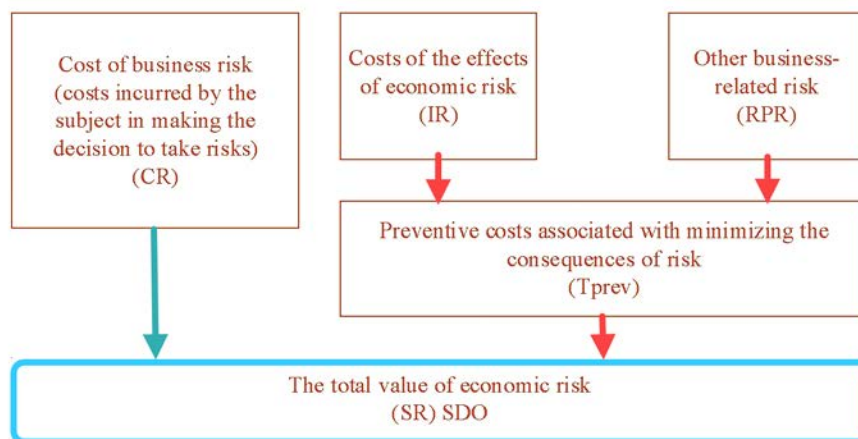 Cost of business risk
(costs incurred by the
subject in making the
decision to take risks)
(CR)
Costs of the effects
of economic risk
(IR)
Other business-
related risk
(RPR)
Preventive costs associated with minimizing the
consequences of risk
(Tprev)
The total value of economic risk
(SR) SDO